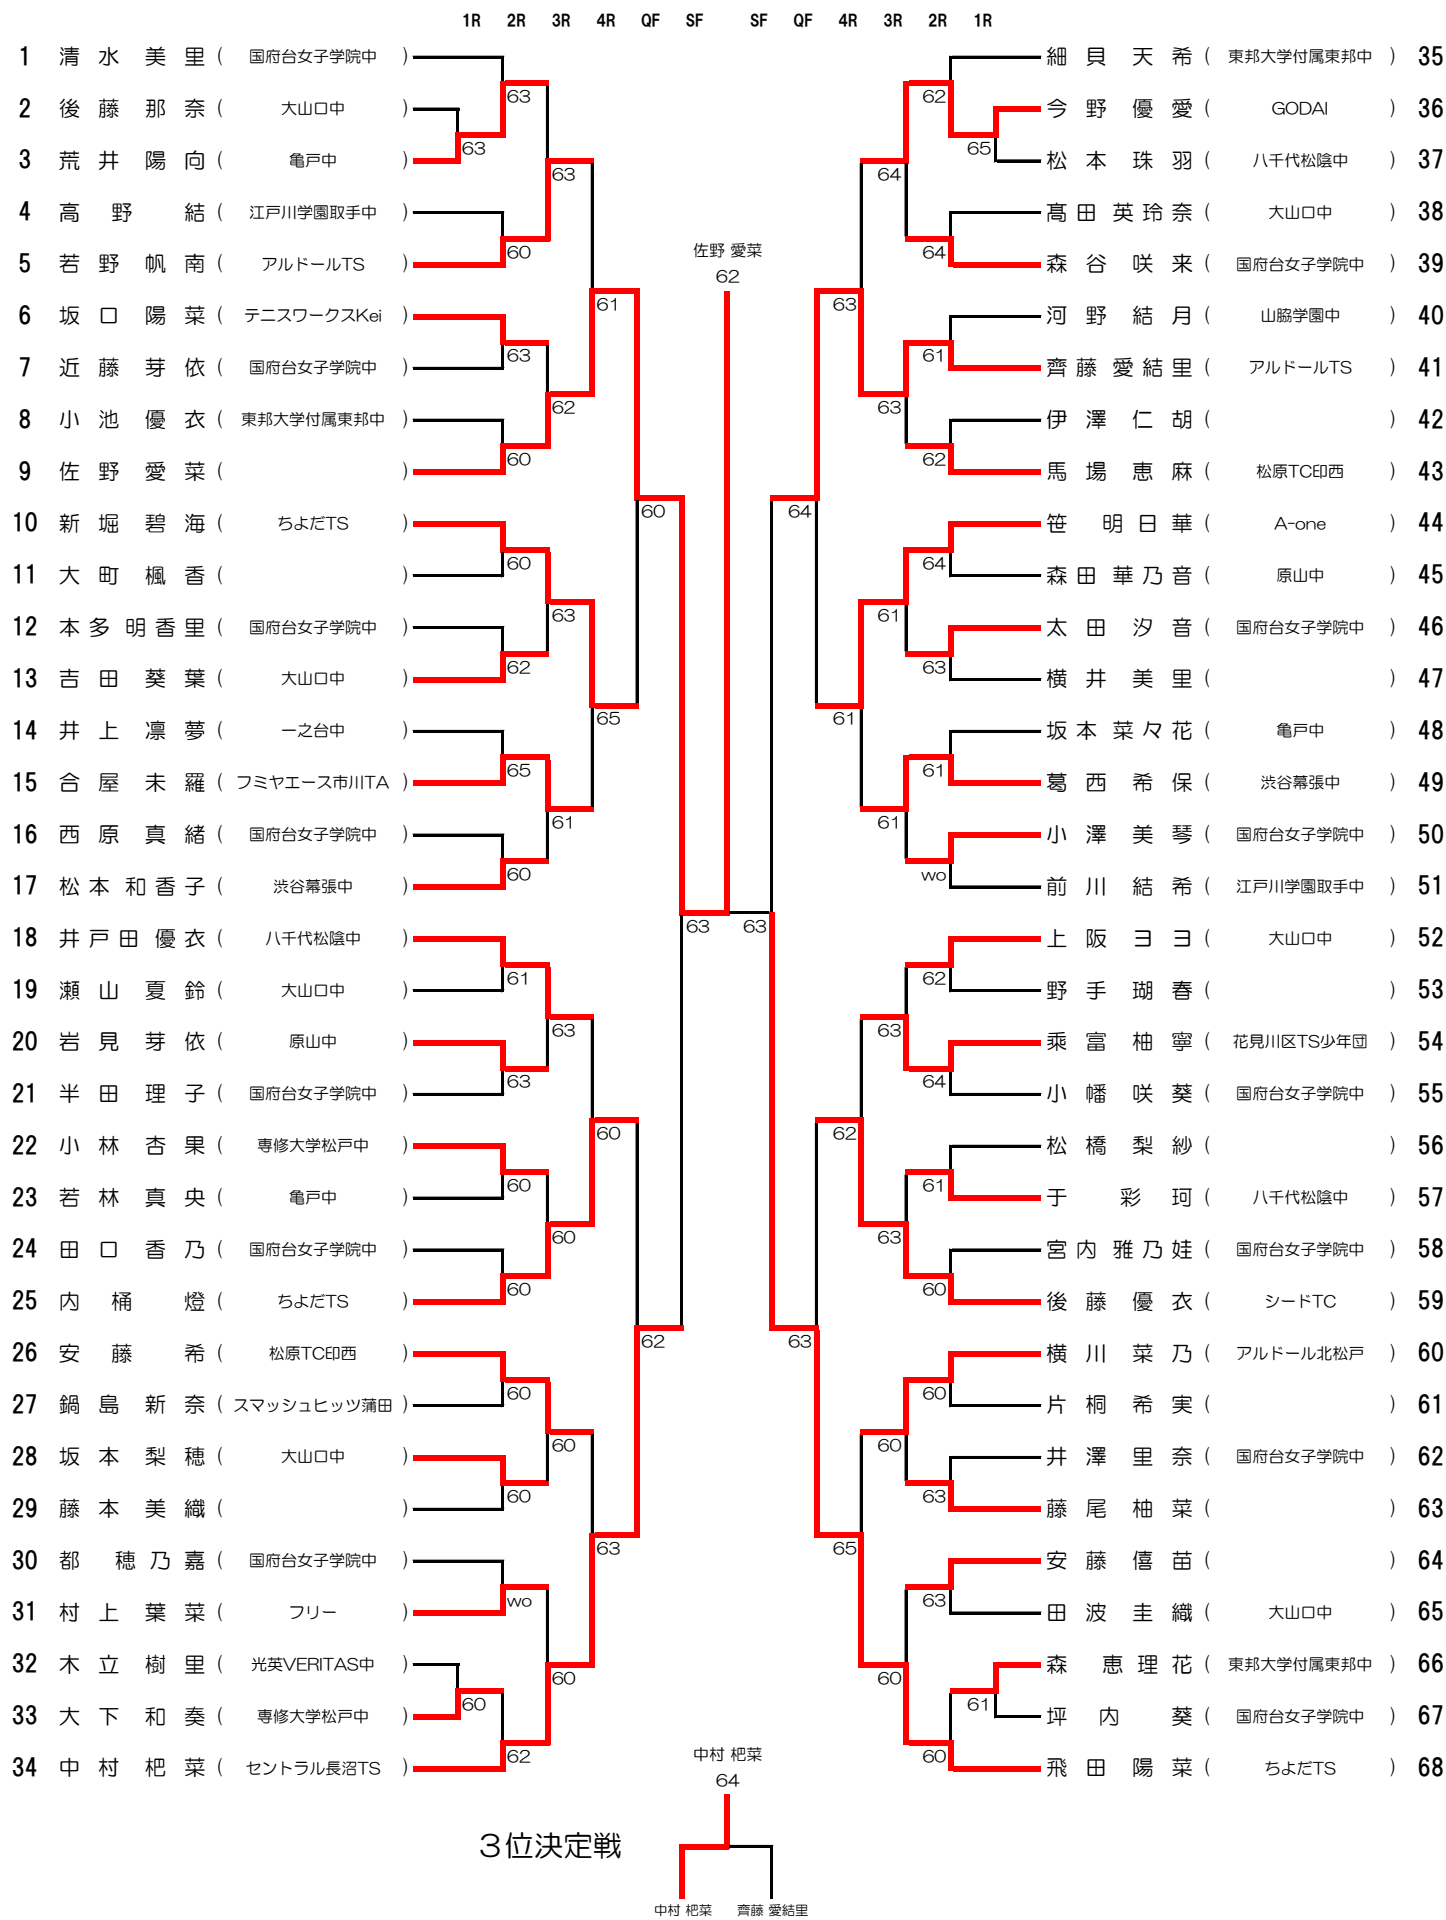 1R 2R 3R 4R QF SF SF QF 4R 3R 2R 1R
1 清水 美里 ( 国府台女子学院中 )
2 後藤 那奈 ( 大山口中 )
3 荒井 陽向 ( 亀戸中 )
4 高野 結 ( 江戸川学園取手中 )
5 若野 帆南 ( アルドールTS )
6 坂口 陽菜 ( テニスワークスKei )
7 近藤 芽依 ( 国府台女子学院中 )
8 小池 優衣 ( 東邦大学付属東邦中 )
9 佐野 愛菜 ( )
10 新堀 碧海 ( ちよだTS )
11 大町 楓香 ( )
12 本多 明香里 ( 国府台女子学院中 )
13 吉田 葵葉 ( 大山口中 )
14 井上 凛夢 ( 一之台中 )
15 合屋 未羅 ( フミヤエース市川TA )
16 西原 真緒 ( 国府台女子学院中 )
17 松本 和香子 ( 渋谷幕張中 )
18 井戸田 優衣 ( 八千代松陰中 )
19 瀬山 夏鈴 ( 大山口中 )
20 岩見 芽依 ( 原山中 )
21 半田 理子 ( 国府台女子学院中 )
22 小林 杏果 ( 専修大学松戸中 )
23 若林 真央 ( 亀戸中 )
24 田口 香乃 ( 国府台女子学院中 )
25 内桶 燈 ( ちよだTS )
26 安藤 希 ( 松原TC印西 )
27 鍋島 新奈 ( スマッシュヒッツ蒲田 )
28 坂本 梨穂 ( 大山口中 )
29 藤本 美織 ( )
30 都 穂乃嘉 ( 国府台女子学院中 )
31 村上 葉菜 ( フリー )
32 木立 樹里 ( 光英VERITAS中 )
33 大下 和奏 ( 専修大学松戸中 )
34 中村 杷菜 ( セントラル長沼TS )
63
60
63
60
60
62
65
60
61
63
60
60
60
60
wo
62
63
60
63
62
63
61
63
60
60
60
61
65
60
63
60
62
63
佐野 愛菜
62
63
64
63
63
61
62
65
64
63
61
61
63
63
60
60
62
64
61
62
64
63
61
wo
62
64
61
60
60
63
63
60
65
61
細貝 天希 ( 東邦大学付属東邦中 ) 35
今野 優愛 ( GODAI ) 36
松本 珠羽 ( 八千代松陰中 ) 37
髙田 英玲奈 ( 大山口中 ) 38
森谷 咲来 ( 国府台女子学院中 ) 39
河野 結月 ( 山脇学園中 ) 40
齊藤 愛結里 ( アルドールTS ) 41
伊澤 仁胡 ( ) 42
馬場 恵麻 ( 松原TC印西 ) 43
笹 明日華 ( A-one ) 44
森田 華乃音 ( 原山中 ) 45
太田 汐音 ( 国府台女子学院中 ) 46
横井 美里 ( ) 47
坂本 菜々花 ( 亀戸中 ) 48
葛西 希保 ( 渋谷幕張中 ) 49
小澤 美琴 ( 国府台女子学院中 ) 50
前川 結希 ( 江戸川学園取手中 ) 51
上阪 ヨヨ ( 大山口中 ) 52
野手 瑚春 ( ) 53
乘富 柚寧 ( 花見川区TS少年団 ) 54
小幡 咲葵 ( 国府台女子学院中 ) 55
松橋 梨紗 ( ) 56
于 彩珂 ( 八千代松陰中 ) 57
宮内 雅乃娃 ( 国府台女子学院中 ) 58
後藤 優衣 ( シードTC ) 59
横川 菜乃 ( アルドール北松戸 ) 60
片桐 希実 ( ) 61
井澤 里奈 ( 国府台女子学院中 ) 62
藤尾 柚菜 ( ) 63
安藤 僖苗 ( ) 64
田波 圭織 ( 大山口中 ) 65
森 恵理花 ( 東邦大学付属東邦中 ) 66
坪内 葵 ( 国府台女子学院中 ) 67
飛田 陽菜 ( ちよだTS ) 68
中村 杷菜
64
3位決定戦
中村 杷菜 齊藤 愛結里